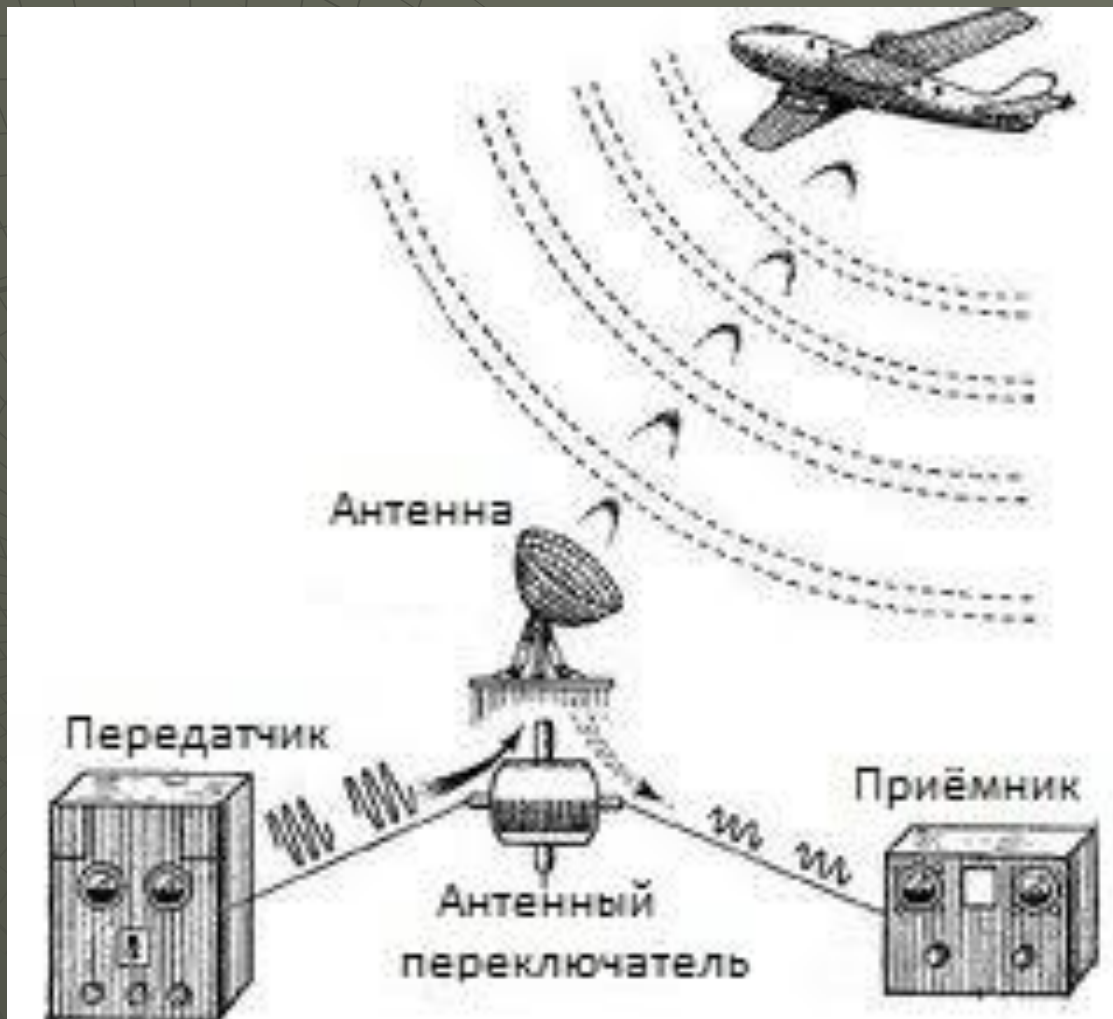 Антенна
Передатчик
Приёмник
Антенный
переключатель